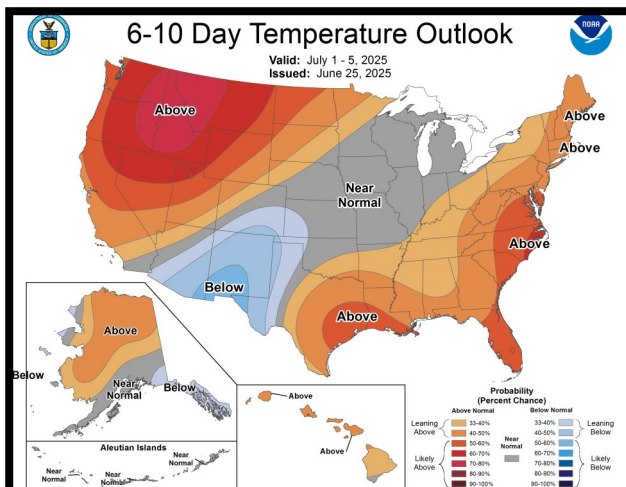 6-10 Day Temperature Outlook
Valid: July 1 - 5, 2025
Issued: June 25, 2025
NOAA
Above
Above
Above
Near
Normal
Above
Below
Above
Above
Below
Near
Normal
Below
Aleutian Islands
Near
Normal
Near
Normal
Near
Normal
Above
Above
Probability
(Percent Chance)
Above Normal
Below Normal
Leaning
Above
33-40%
40-50%
Likely
Above
50-60%
60-70%
70-80%
80-90%
90-100%
Near
Normal
33-40%
40-50%
Leaning
Below
50-60%
60-70%
70-80%
80-90%
90-100%
Likely
Below